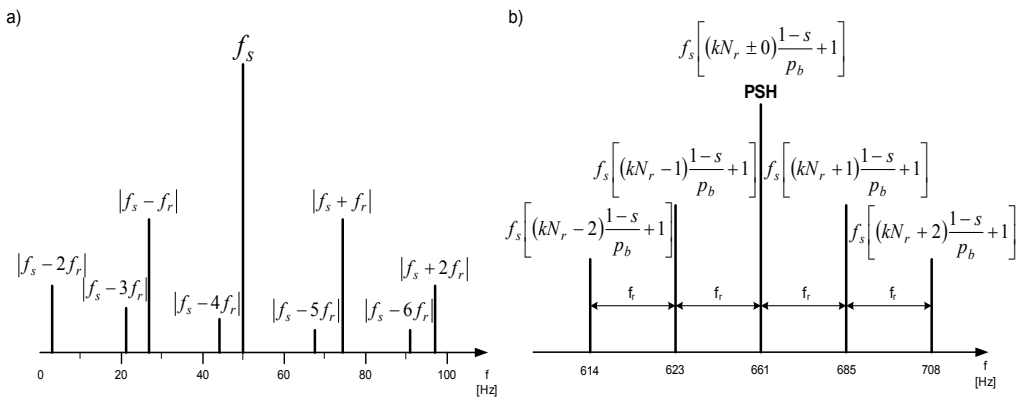 a)
f_s
|f_s − f_r|
|f_s + f_r|
|f_s − 2f_r|
|f_s − 3f_r|
|f_s − 4f_r|
|f_s − 5f_r|
|f_s − 6f_r|
|f_s + 2f_r|
0 20 40 60 80 100 f
[Hz]
b)
f_s[(kN_r ± 0) (1−s)/p_b + 1]
PSH
f_s[(kN_r − 1) (1−s)/p_b + 1]
f_s[(kN_r + 1) (1−s)/p_b + 1]
f_s[(kN_r − 2) (1−s)/p_b + 1]
f_s[(kN_r + 2) (1−s)/p_b + 1]
f_r f_r f_r f_r
614 623 661 685 708 f
[Hz]